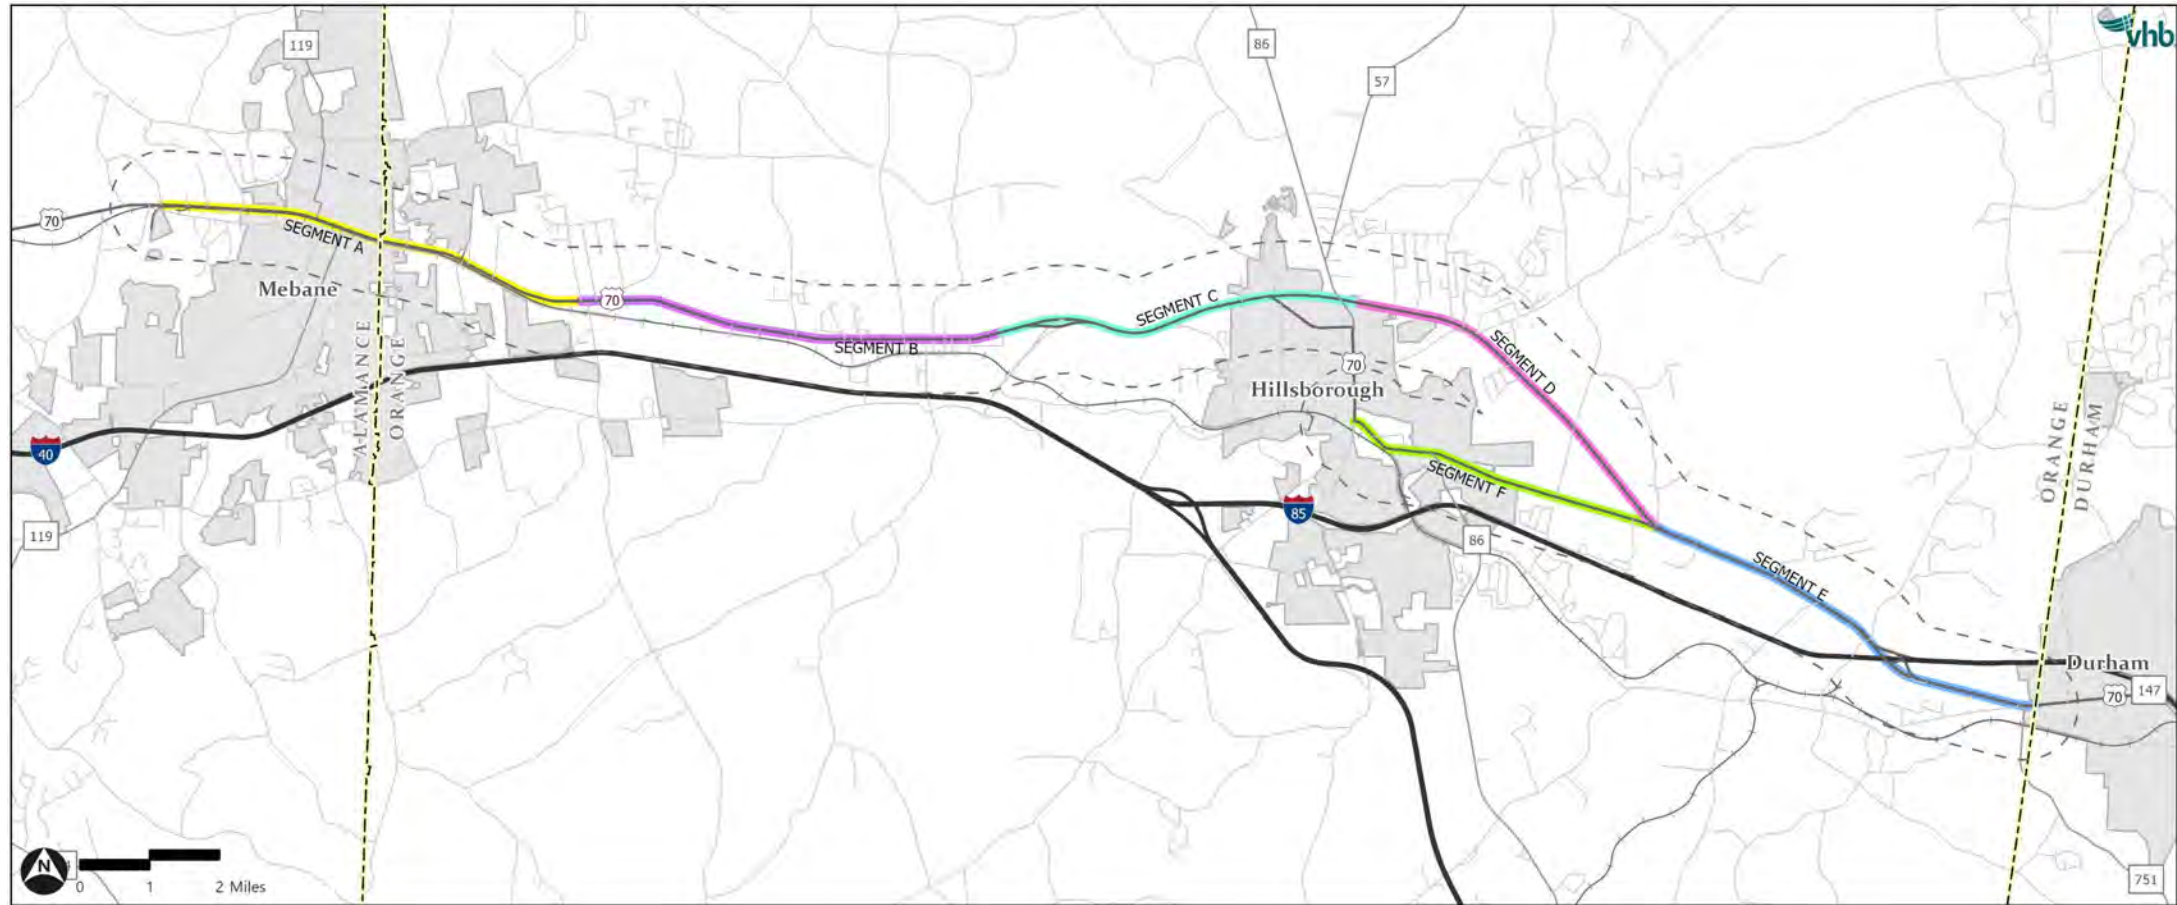 vhb
119
86
57
70
SEGMENT A
Mebane
70
SEGMENT B
SEGMENT C
SEGMENT D
70
Hillsborough
ALAMANCE
ORANGE
ORANGE
DURHAM
40
SEGMENT F
85
119
86
SEGMENT E
Durham
147
70
N
0 1 2 Miles
751